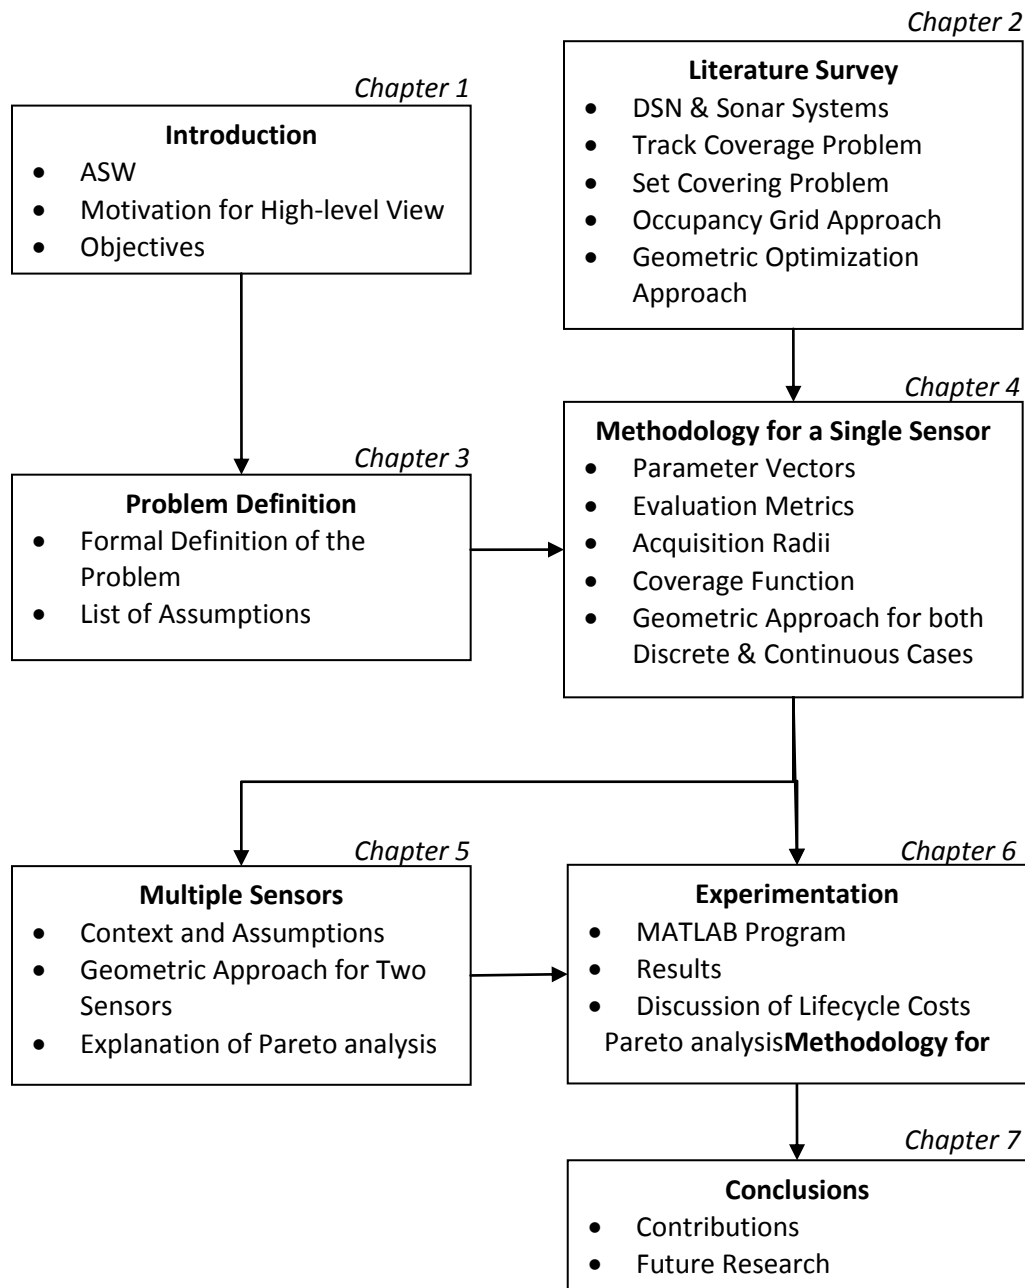 Chapter 1
Introduction
• ASW
• Motivation for High-level View
• Objectives
Chapter 2
Literature Survey
• DSN & Sonar Systems
• Track Coverage Problem
• Set Covering Problem
• Occupancy Grid Approach
• Geometric Optimization
Approach
Chapter 3
Problem Definition
• Formal Definition of the
Problem
• List of Assumptions
Chapter 4
Methodology for a Single Sensor
• Parameter Vectors
• Evaluation Metrics
• Acquisition Radii
• Coverage Function
• Geometric Approach for both
Discrete & Continuous Cases
Chapter 5
Multiple Sensors
• Context and Assumptions
• Geometric Approach for Two
Sensors
• Explanation of Pareto analysis
Chapter 6
Experimentation
• MATLAB Program
• Results
• Discussion of Lifecycle Costs
Pareto analysisMethodology for
Chapter 7
Conclusions
• Contributions
• Future Research